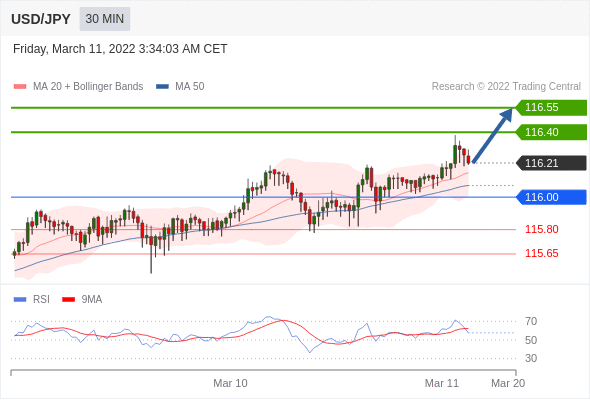 USD/JPY 30 MIN
Friday, March 11, 2022 3:34:03 AM CET
MA 20 + Bollinger Bands MA 50 Research © 2022 Trading Central
116.55
116.40
116.21
116.00
115.80
115.65
RSI 9MA
70
50
30
Mar 10 Mar 11 Mar 20